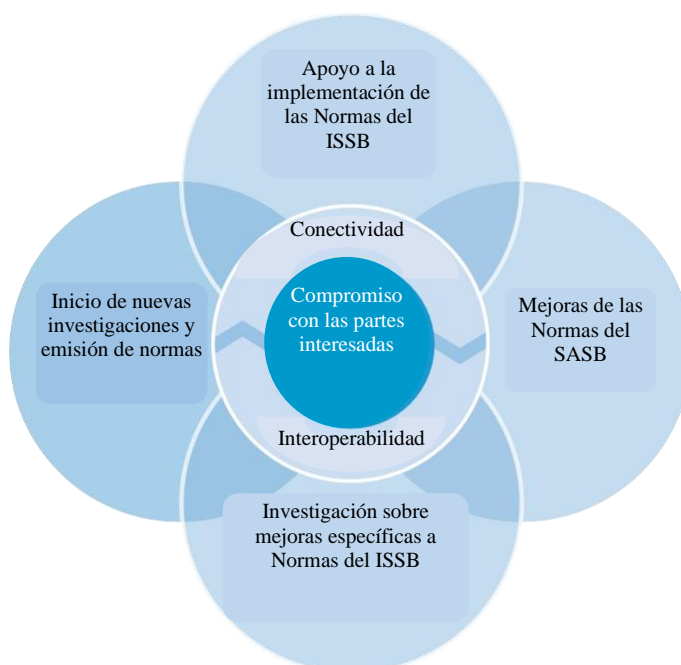 Apoyo a la
implementación de
las Normas del
ISSB
Conectividad
Inicio de nuevas
investigaciones y
emisión de normas
Compromiso
con las partes
interesadas
Mejoras de las
Normas del
SASB
Interoperabilidad
Investigación sobre
mejoras específicas a
Normas del ISSB